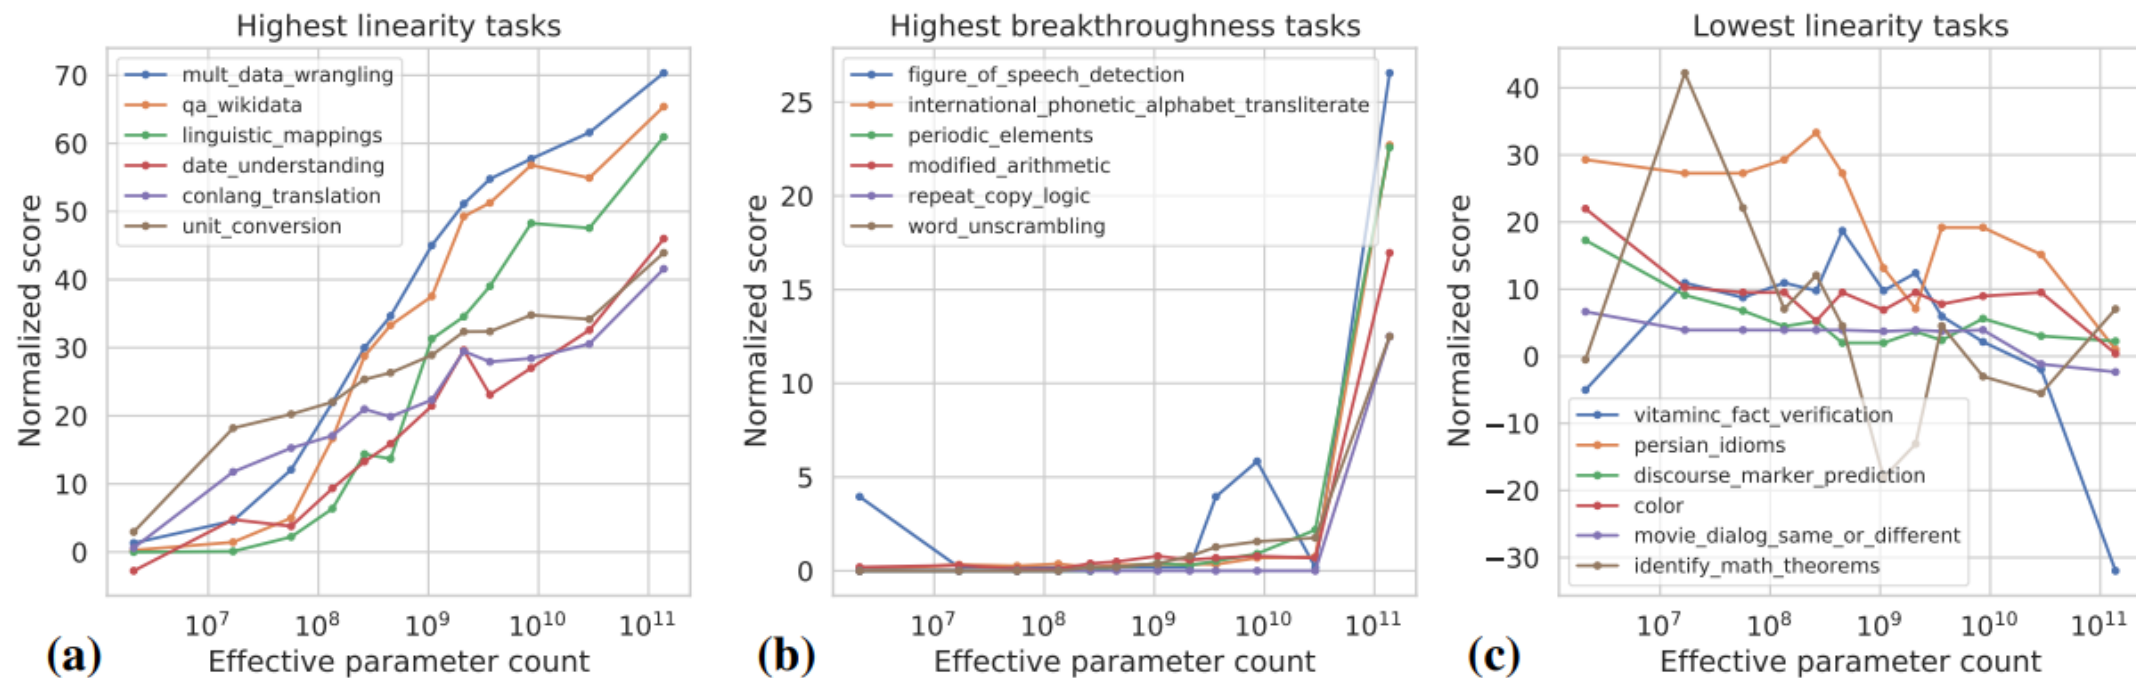 Highest linearity tasks
70
60
50
40
30
20
10
0
Normalized score
mult_data_wrangling
qa_wikidata
linguistic_mappings
date_understanding
conlang_translation
unit_conversion
10⁷ 10⁸ 10⁹ 10¹⁰ 10¹¹
(a) Effective parameter count
Highest breakthroughness tasks
25
20
15
10
5
0
Normalized score
figure_of_speech_detection
international_phonetic_alphabet_transliterate
periodic_elements
modified_arithmetic
repeat_copy_logic
word_unscrambling
10⁷ 10⁸ 10⁹ 10¹⁰ 10¹¹
(b) Effective parameter count
Lowest linearity tasks
40
30
20
10
0
−10
−20
−30
Normalized score
vitaminc_fact_verification
persian_idioms
discourse_marker_prediction
color
movie_dialog_same_or_different
identify_math_theorems
10⁷ 10⁸ 10⁹ 10¹⁰ 10¹¹
(c) Effective parameter count